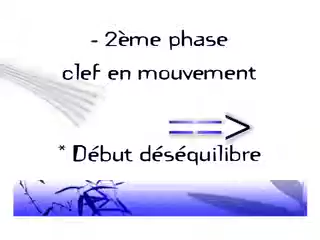 - 2ème phase
clef en mouvement
* Début déséquilibre